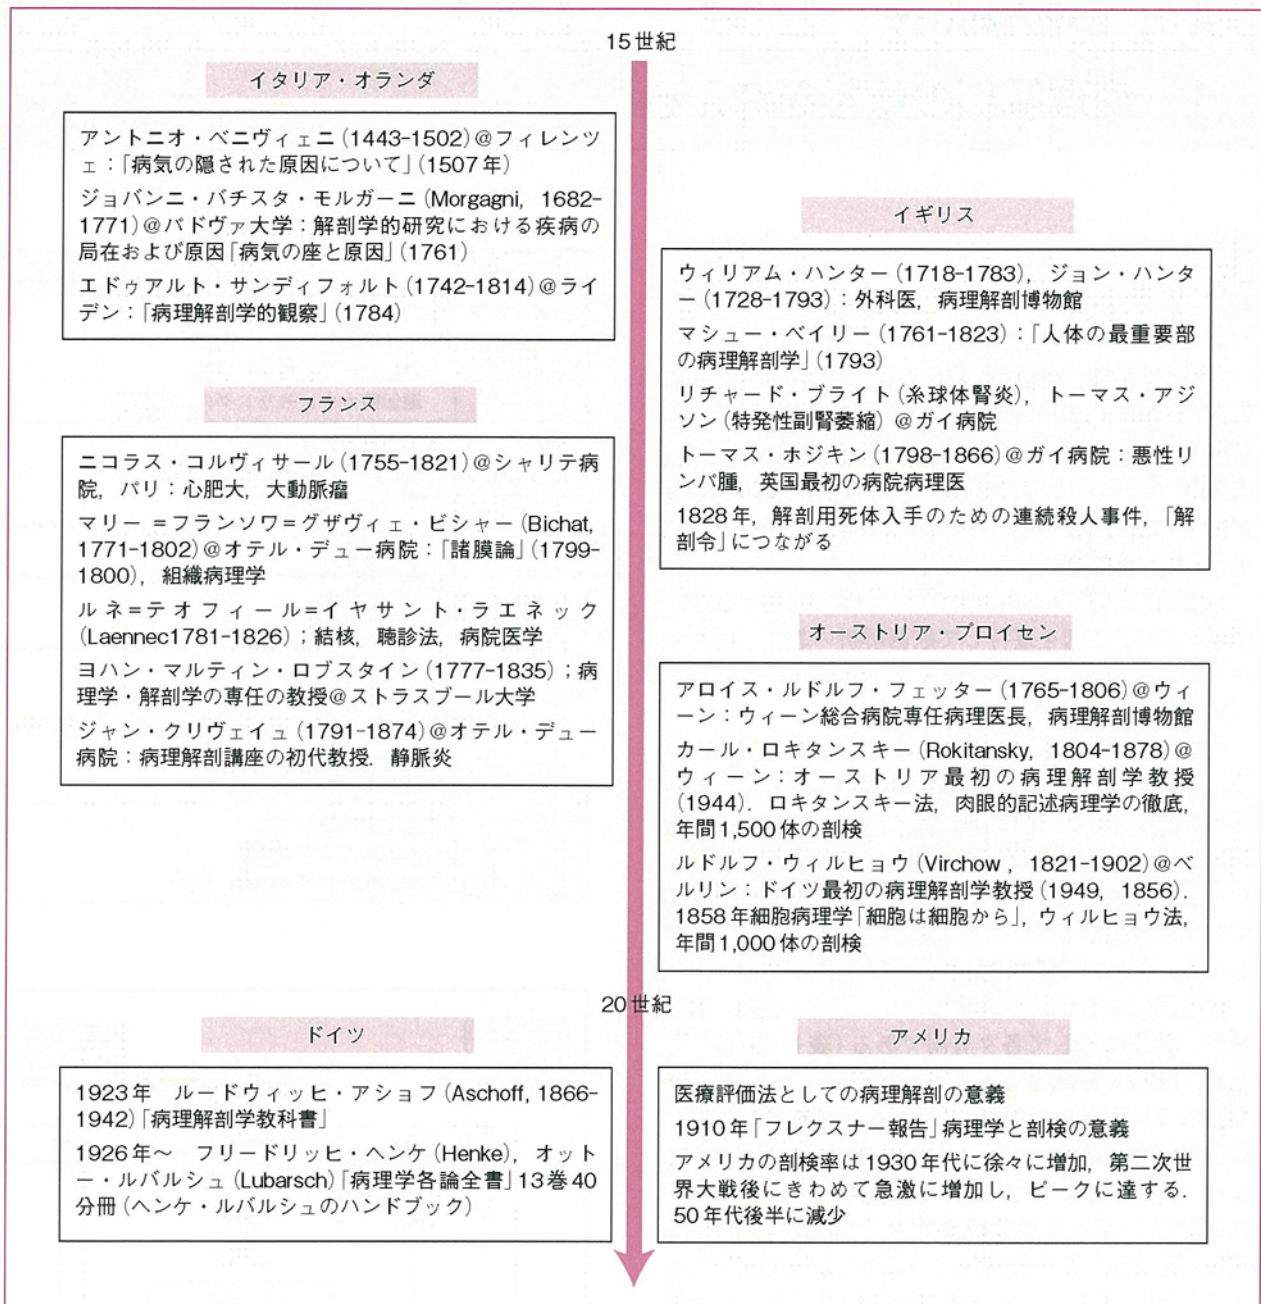 15世紀
イタリア・オランダ
アントニオ・ベニヴィェニ(1443-1502)@フィレンツ
ェ:「病気の隠された原因について」(1507年)
ジョバンニ・バチスタ・モルガーニ(Morgagni, 1682-
1771)@パドヴァ大学:解剖学的研究における疾病の
局在および原因「病気の座と原因」(1761)
エドゥアルト・サンディフォルト(1742-1814)@ライ
デン:「病理解剖学的観察」(1784)
イギリス
ウィリアム・ハンター(1718-1783),ジョン・ハンタ
ー(1728-1793):外科医,病理解剖博物館
マシュー・ベイリー(1761-1823):「人体の最重要部
の病理解剖学」(1793)
リチャード・ブライト(糸球体腎炎),トーマス・アジ
ソン(特発性副腎萎縮)@ガイ病院
トーマス・ホジキン(1798-1866)@ガイ病院:悪性リ
ンパ腫,英国最初の病院病理医
1828年,解剖用死体入手のための連続殺人事件,「解
剖令」につながる
フランス
ニコラス・コルヴィサール(1755-1821)@シャリテ病
院,パリ:心肥大,大動脈瘤
マリー=フランソワ=グザヴィェ・ビシャー(Bichat,
1771-1802)@オテル・デュー病院:「諸膜論」(1799-
1800),組織病理学
ルネ=テオフィール=イヤサント・ラエネック
(Laennec1781-1826);結核,聴診法,病院医学
ヨハン・マルティン・ロブスタイン(1777-1835);病
理学・解剖学の専任の教授@ストラスブール大学
ジャン・クリヴェイュ(1791-1874)@オテル・デュー
病院:病理解剖講座の初代教授.静脈炎
オーストリア・プロイセン
アロイス・ルドルフ・フェッター(1765-1806)@ウィ
ーン:ウィーン総合病院専任病理医長,病理解剖博物館
カール・ロキタンスキー(Rokitansky, 1804-1878)@
ウィーン:オーストリア最初の病理解剖学教授
(1944).ロキタンスキー法,肉眼的記述病理学の徹底,
年間1,500体の剖検
ルドルフ・ウィルヒョウ(Virchow, 1821-1902)@ベ
ルリン:ドイツ最初の病理解剖学教授(1949, 1856).
1858年細胞病理学「細胞は細胞から」,ウィルヒョウ法,
年間1,000体の剖検
20世紀
ドイツ
1923年 ルードウィッヒ・アショフ(Aschoff, 1866-
1942)「病理解剖学教科書」
1926年～ フリードリッヒ・ヘンケ(Henke),オット
ー・ルバルシュ(Lubarsch)「病理学各論全書」13巻40
分冊(ヘンケ・ルバルシュのハンドブック)
アメリカ
医療評価法としての病理解剖の意義
1910年「フレクスナー報告」病理学と剖検の意義
アメリカの剖検率は1930年代に徐々に増加,第二次世
界大戦後にきわめて急激に増加し,ピークに達する.
50年代後半に減少